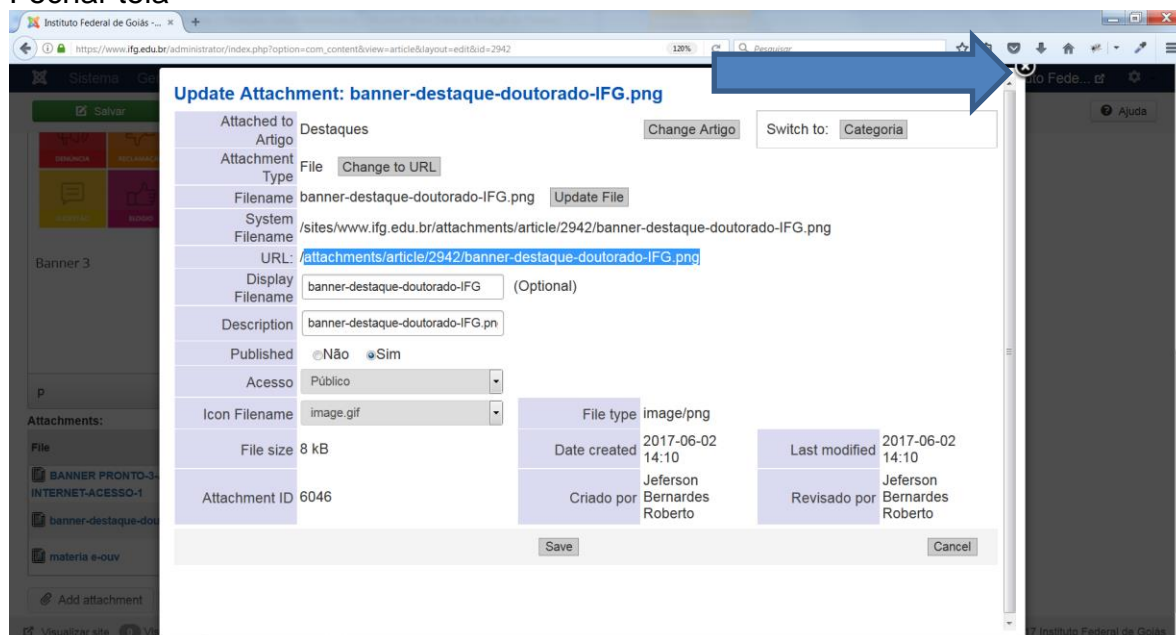 Fechar tela
Instituto Federal de Goiás -...
https://www.ifg.edu.br/administrator/index.php?option=com_content&view=article&layout=edit&id=2942
120%
Pesquisar
Sistema
Fede...
Salvar
Ajuda
Update Attachment: banner-destaque-doutorado-IFG.png
Attached to Artigo Destaques Change Artigo Switch to: Categoria
Attachment Type File Change to URL
Filename banner-destaque-doutorado-IFG.png Update File
System Filename /sites/www.ifg.edu.br/attachments/article/2942/banner-destaque-doutorado-IFG.png
URL: /attachments/article/2942/banner-destaque-doutorado-IFG.png
Display Filename banner-destaque-doutorado-IFG (Optional)
Description banner-destaque-doutorado-IFG.pn
Published Não Sim
Acesso Público
Icon Filename image.gif File type image/png
File size 8 kB Date created 2017-06-02 14:10 Last modified 2017-06-02 14:10
Attachment ID 6046 Criado por Jeferson Bernardes Roberto Revisado por Jeferson Bernardes Roberto
Save Cancel
Banner 3
P
Attachments:
File
BANNER PRONTO-3-
INTERNET-ACESSO-1
banner-destaque-dou
materia e-ouv
Add attachment
Visualizar site
Instituto Federal de Goiás